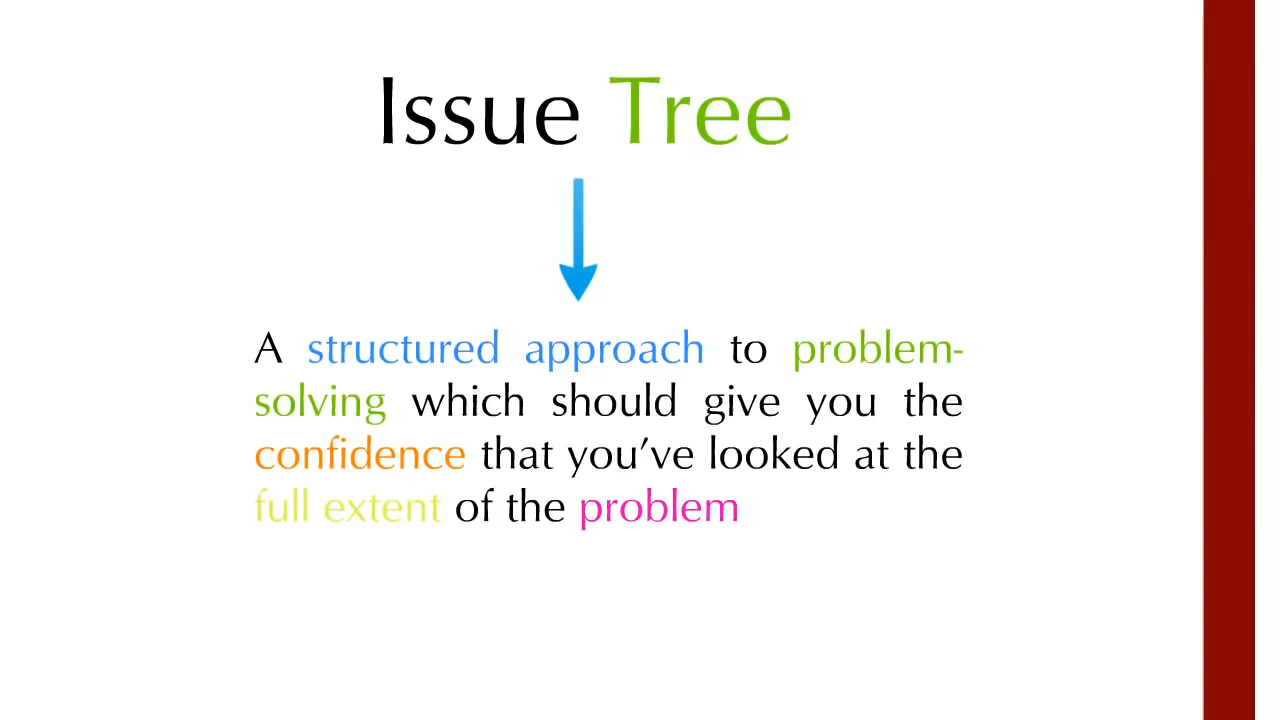 Issue Tree
A structured approach to problem-
solving which should give you the
confidence that you’ve looked at the
full extent of the problem